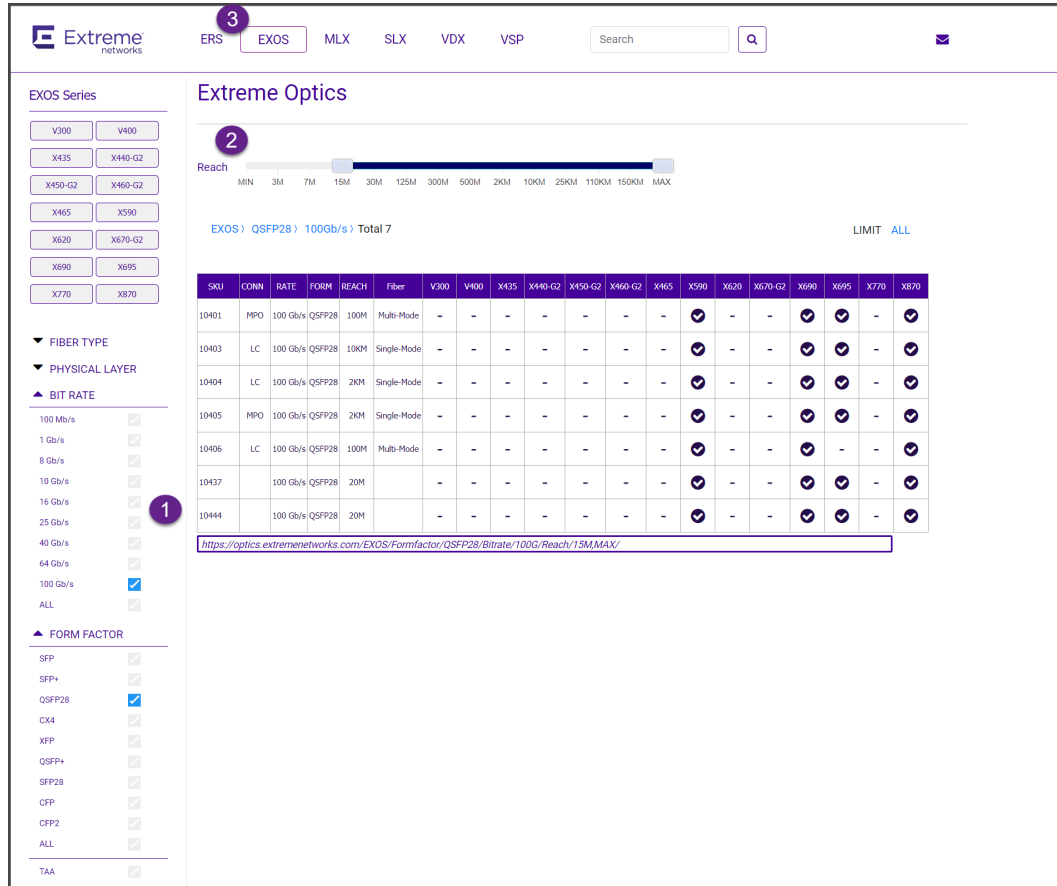 3
Extreme networks
ERS EXOS MLX SLX VDX VSP Search
EXOS Series
V300 V400
X435 X440-G2
X450-G2 X460-G2
X465 X590
X620 X670-G2
X690 X695
X770 X870
FIBER TYPE
PHYSICAL LAYER
BIT RATE
100 Mb/s
1 Gb/s
8 Gb/s
10 Gb/s
16 Gb/s
1
25 Gb/s
40 Gb/s
64 Gb/s
100 Gb/s
ALL
FORM FACTOR
SFP
SFP+
QSFP28
CX4
XFP
QSFP+
SFP28
CFP
CFP2
ALL
TAA
Extreme Optics
2
Reach
MIN 3M 7M 15M 30M 125M 300M 500M 2KM 10KM 25KM 110KM 150KM MAX
EXOS 〉 QSFP28 〉 100Gb/s 〉 Total 7 LIMIT ALL
SKU CONN RATE FORM REACH Fiber V300 V400 X435 X440-G2 X450-G2 X460-G2 X465 X590 X620 X670-G2 X690 X695 X770 X870
10401 MPO 100 Gb/s QSFP28 100M Multi-Mode - - - - - - - ✓ - - ✓ ✓ - ✓
10403 LC 100 Gb/s QSFP28 10KM Single-Mode - - - - - - - ✓ - - ✓ ✓ - ✓
10404 LC 100 Gb/s QSFP28 2KM Single-Mode - - - - - - - ✓ - - ✓ ✓ - ✓
10405 MPO 100 Gb/s QSFP28 2KM Single-Mode - - - - - - - ✓ - - ✓ ✓ - ✓
10406 LC 100 Gb/s QSFP28 100M Multi-Mode - - - - - - - ✓ - - ✓ - - ✓
10437 100 Gb/s QSFP28 20M - - - - - - - ✓ - - ✓ ✓ - ✓
10444 100 Gb/s QSFP28 20M - - - - - - - ✓ - - ✓ ✓ - ✓
https://optics.extremenetworks.com/EXOS/Formfactor/QSFP28/Bitrate/100G/Reach/15M,MAX/